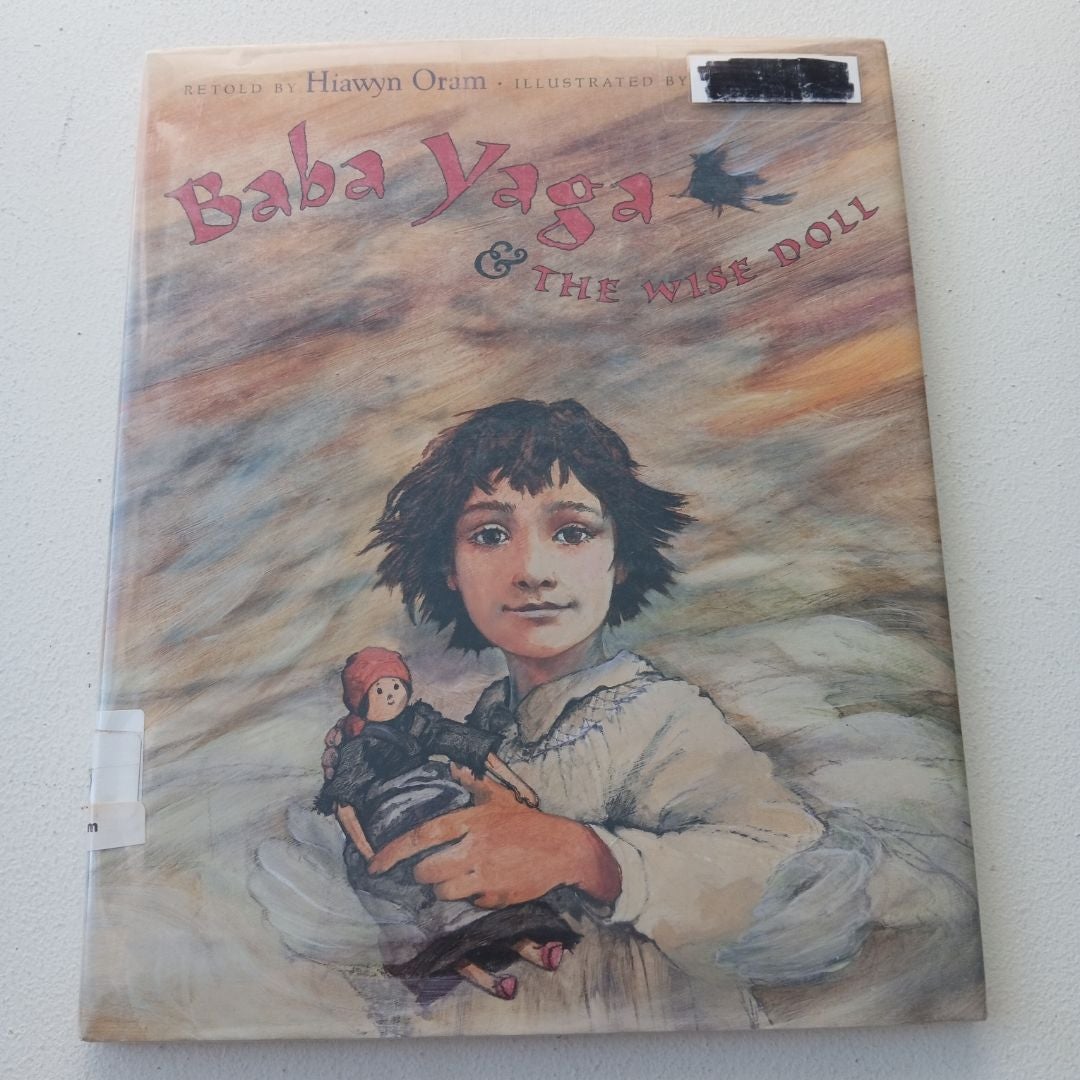 RETOLD BY Hiawyn Oram · ILLUSTRATED BY
Baba Yaga
& THE WISE DOLL
m